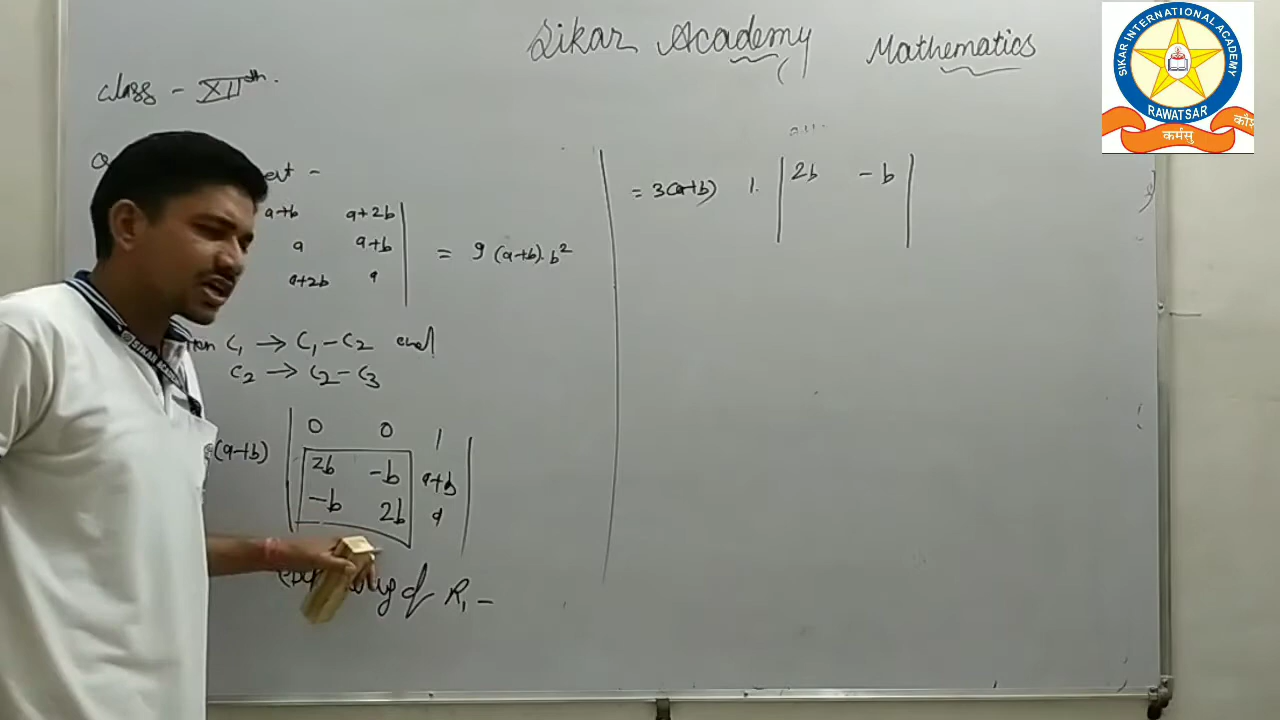 Sikar Academy Mathematics
SIKAR INTERNATIONAL ACADEMY
RAWATSAR
कर्मसु
Class - XIIth.
a+b a+2b
a a+b = 9 (a+b).b²
a+2b a
C₁ → C₁-C₂ and
C₂ → C₂-C₃
0 0 1
(a+b) 2b -b a+b
-b 2b a
of R₁ -
= 3(a+b) 1. | 2b -b |